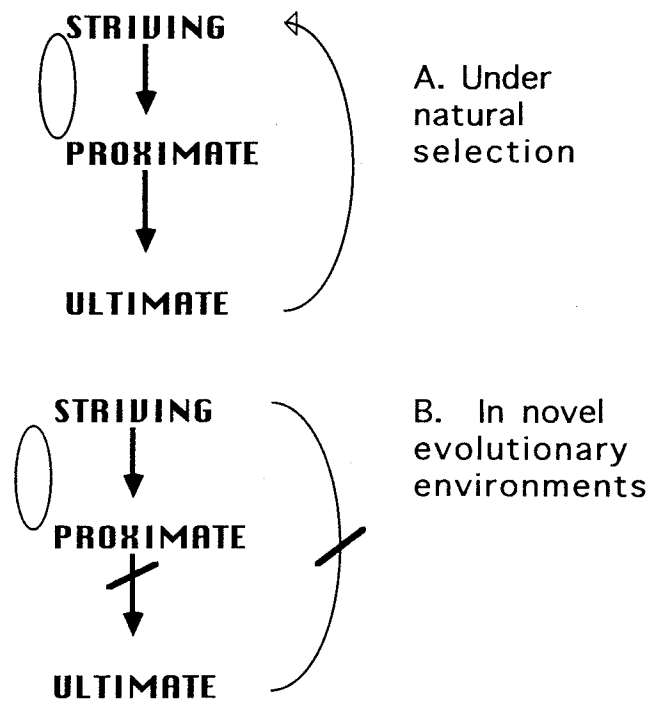 STRIVING
PROXIMATE
ULTIMATE
A. Under
natural
selection
STRIVING
PROXIMATE
ULTIMATE
B. In novel
evolutionary
environments